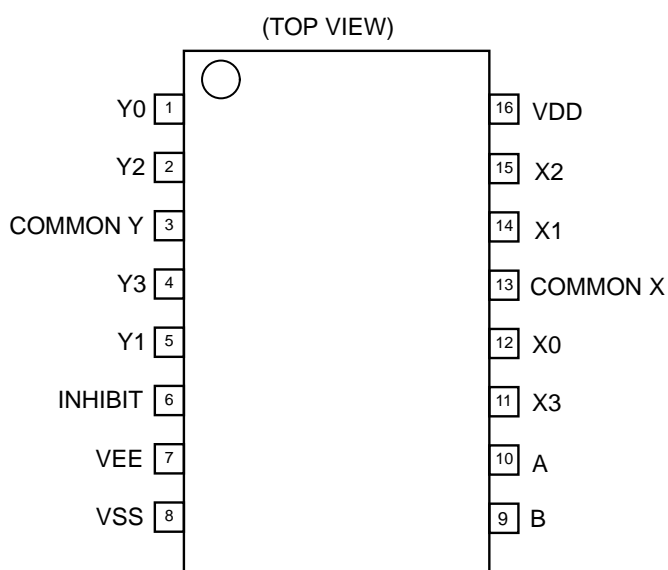 (TOP VIEW)
Y0 1
Y2 2
COMMON Y 3
Y3 4
Y1 5
INHIBIT 6
VEE 7
VSS 8
16 VDD
15 X2
14 X1
13 COMMON X
12 X0
11 X3
10 A
9 B